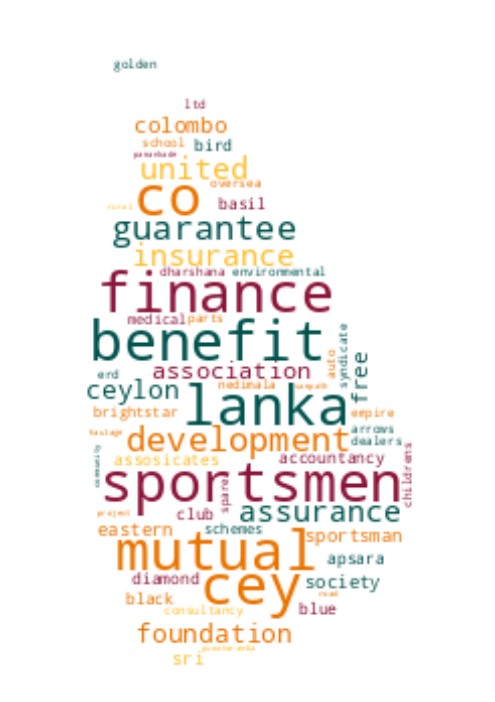 golden
ltd
colombo
school bird
united
oversea
co basil
rural
guarantee
insurance
dharshana environmental
finance
medical parts
benefit
association
syndicate
auto
free
erd
ceylon nedimala
lanka
brightstar empire
development arrows
dealers
assosicates accountancy
community
sportsmen
spare
childrens
project club assurance
eastern schemes sportsman
mutual apsara
diamond cey society
black road
consultancy blue
foundation
sri